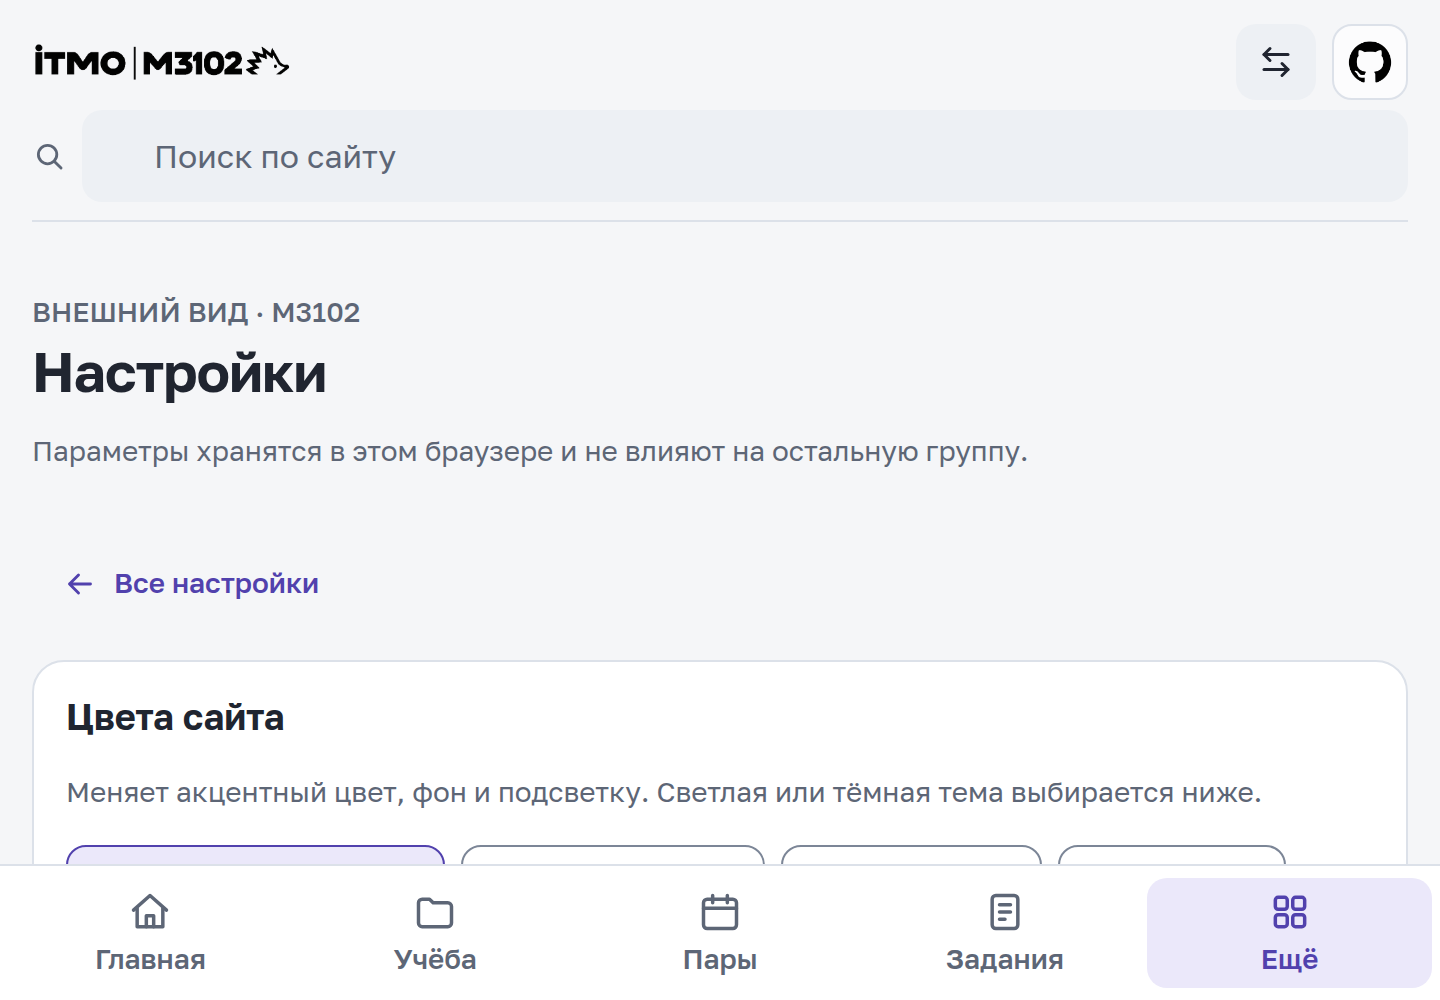 iTMO | M3102
Поиск по сайту
ВНЕШНИЙ ВИД · M3102
Настройки
Параметры хранятся в этом браузере и не влияют на остальную группу.
Все настройки
Цвета сайта
Меняет акцентный цвет, фон и подсветку. Светлая или тёмная тема выбирается ниже.
Главная
Учёба
Пары
Задания
Ещё